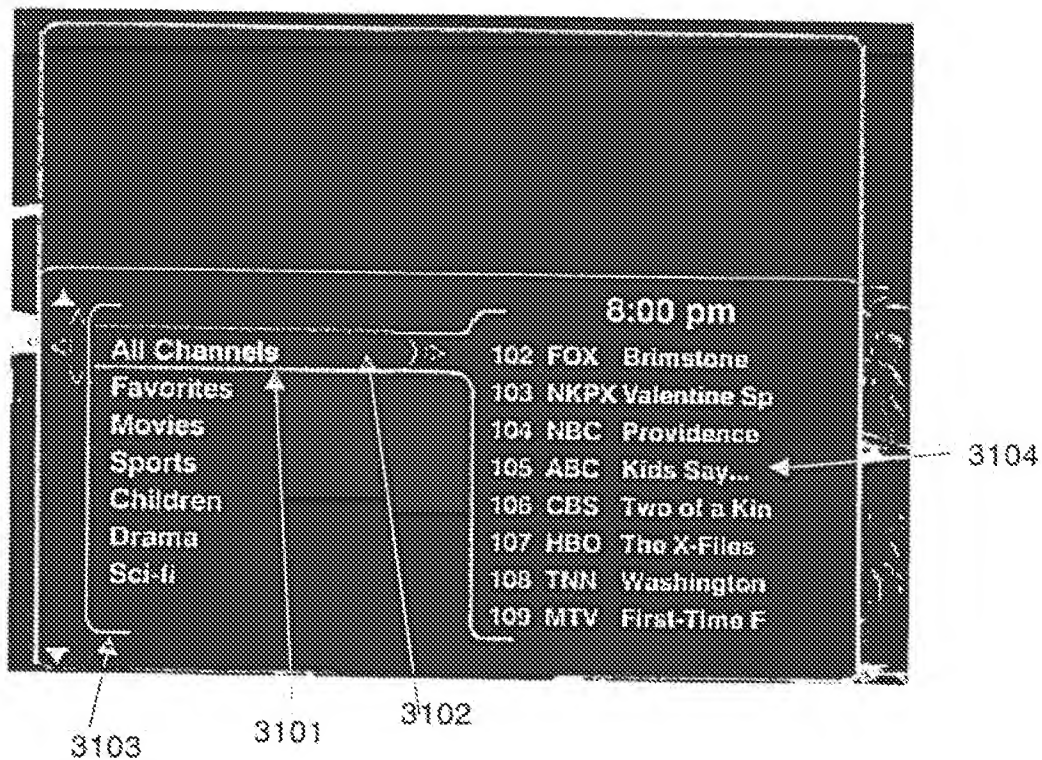 8:00 pm
All Channels
Favorites
Movies
Sports
Children
Drama
Sci-fi
102 FOX Brimstone
103 NKPX Valentine Sp
104 NBC Providence
105 ABC Kids Say...
106 CBS Two of a Kin
107 HBO The X-Files
108 TNN Washington
109 MTV First-Time F
3104
3103
3101
3102